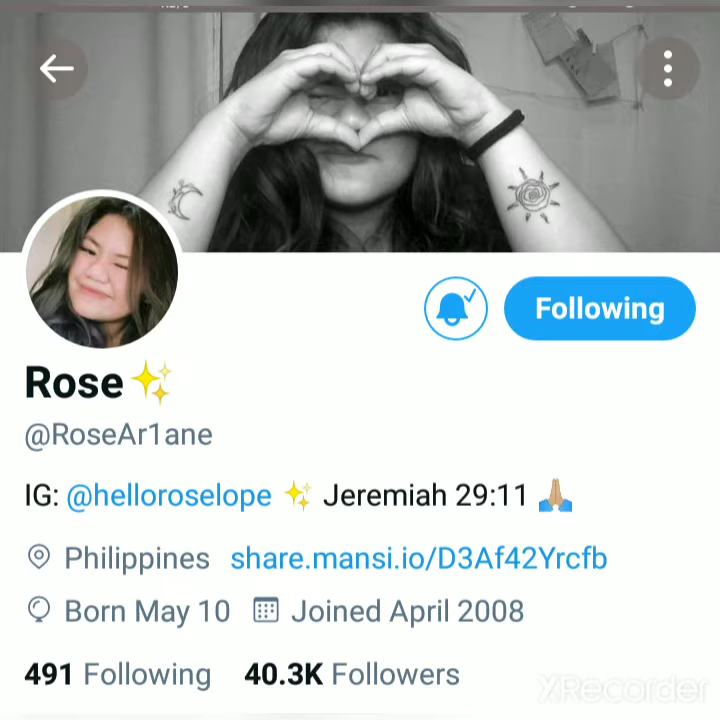 Following
Rose✨
@RoseAr1ane
IG: @helloroselope ✨ Jeremiah 29:11 🙏🏼
Philippines share.mansi.io/D3Af42Yrcfb
Born May 10 Joined April 2008
491 Following 40.3K Followers
XRecorder